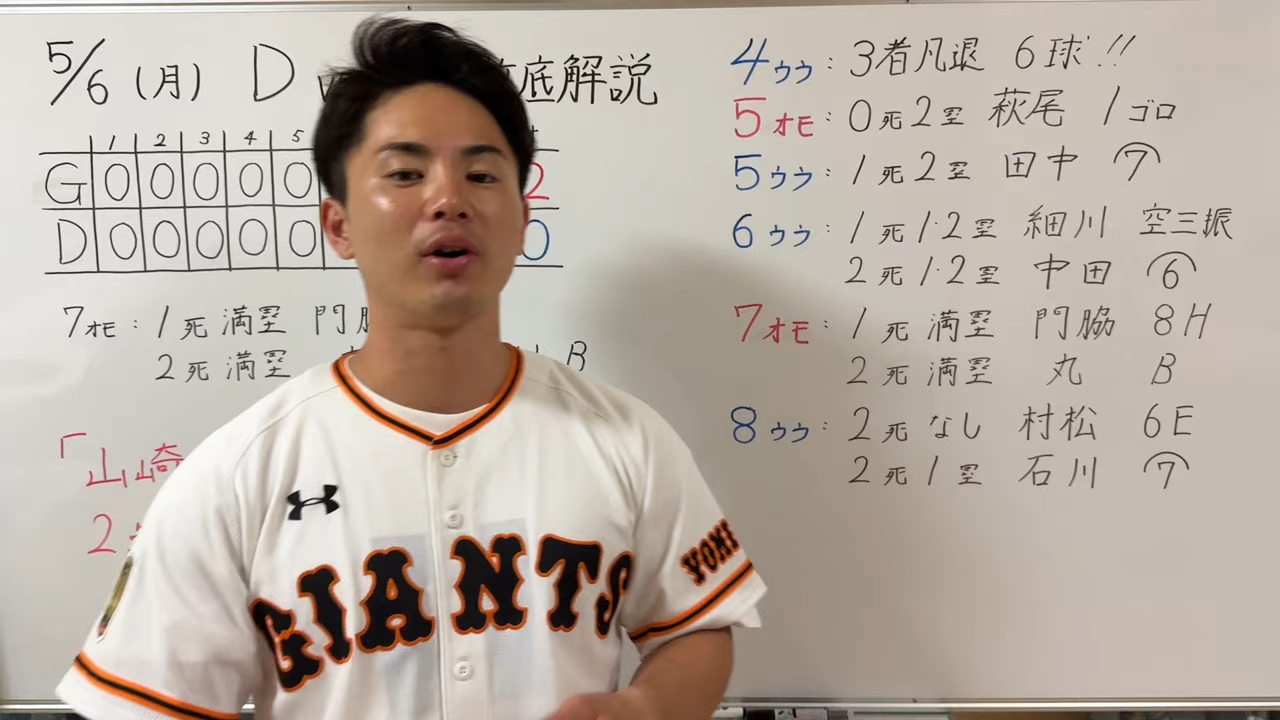 5/6(月) D 底解説
1 2 3 4 5
G 0 0 0 0 0 2
D 0 0 0 0 0 0
7オモ:1死満塁 門
2死満塁 B
「山崎
2
4ウラ:3者凡退 6球!!
5オモ:0死2塁 萩尾 1ゴロ
5ウラ:1死2塁 田中 7
6ウラ:1死1・2塁 細川 空三振
2死1・2塁 中田 6
7オモ:1死満塁 門脇 8H
2死満塁 丸 B
8ウラ:2死なし 村松 6E
2死1塁 石川 7
GIANTS
YOMI